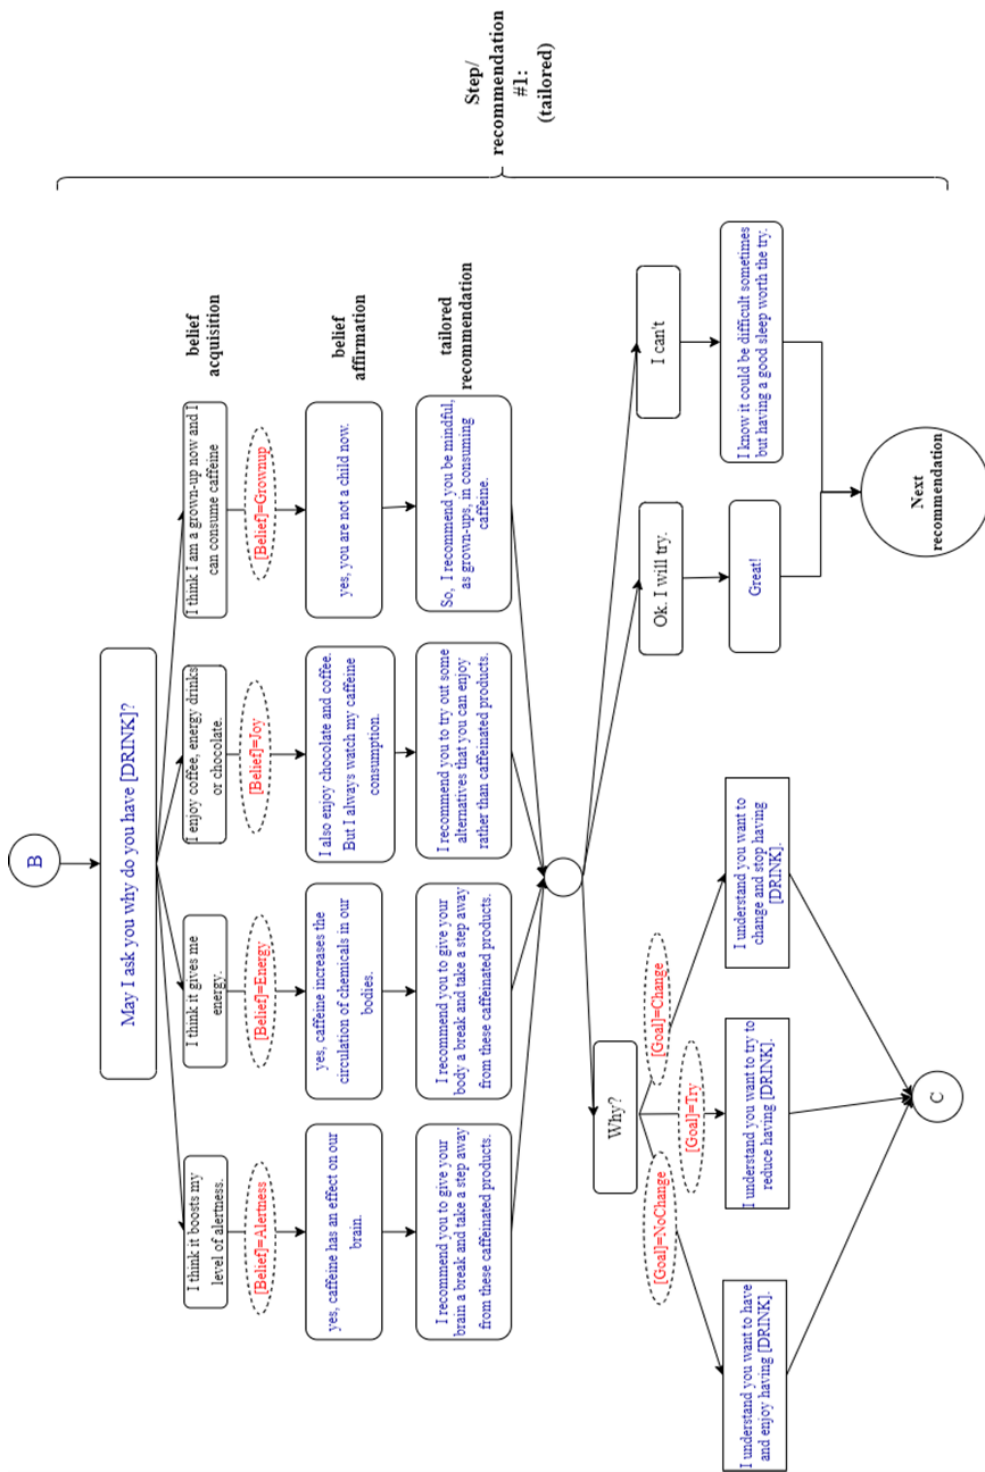 B
May I ask you why do you have [DRINK]?
I think it boosts my
level of alertness.
I think it gives me
energy.
I enjoy coffee, energy drinks
or chocolate.
I think I am a grown-up now and I
can consume caffeine
belief
acquisition
[Belief]=Alertness
[Belief]=Energy
[Belief]=Joy
[Belief]=Grownup
yes, caffeine has an effect on our
brain.
yes, caffeine increases the
circulation of chemicals in our
bodies.
I also enjoy chocolate and coffee.
But I always watch my caffeine
consumption.
yes, you are not a child now.
belief
affirmation
I recommend you to give your
brain a break and take a step away
from these caffeinated products.
I recommend you to give your
body a break and take a step away
from these caffeinated products.
I recommend you to try out some
alternatives that you can enjoy
rather than caffeinated products.
So, I recommend you be mindful,
as grown-ups, in consuming
caffeine.
tailored
recommendation
Step/
recommendation
#1:
(tailored)
Why?
Ok. I will try.
I can't
[Goal]=NoChange
[Goal]=Try
[Goal]=Change
I understand you want to have
and enjoy having [DRINK].
I understand you want to try to
reduce having [DRINK].
I understand you want to
change and stop having
[DRINK].
Great!
I know it could be difficult sometimes
but having a good sleep worth the try.
C
Next
recommendation